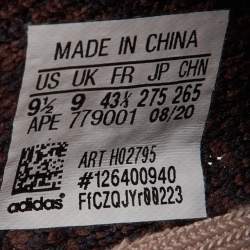 MADE IN CHINA
US UK FR JP CHN
9½ 9 43⅓ 275 265
APE 779001 08/20
ART H02795
#126400940
FfCZQJYr00223
adidas